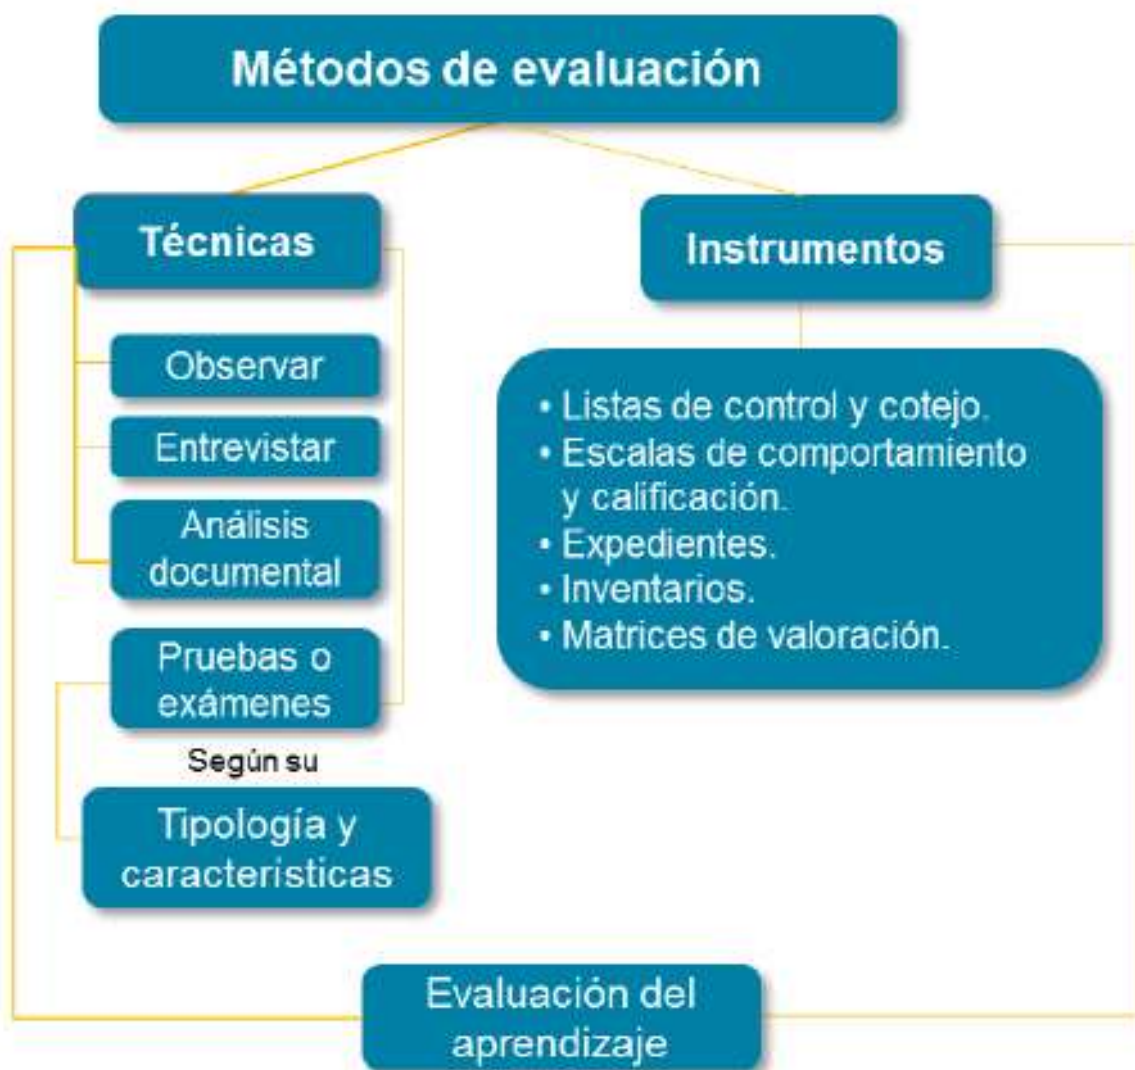 Métodos de evaluación
Técnicas
Observar
Entrevistar
Análisis
documental
Pruebas o
exámenes
Según su
Tipología y
características
Instrumentos
• Listas de control y cotejo.
• Escalas de comportamiento
y calificación.
• Expedientes.
• Inventarios.
• Matrices de valoración.
Evaluación del
aprendizaje